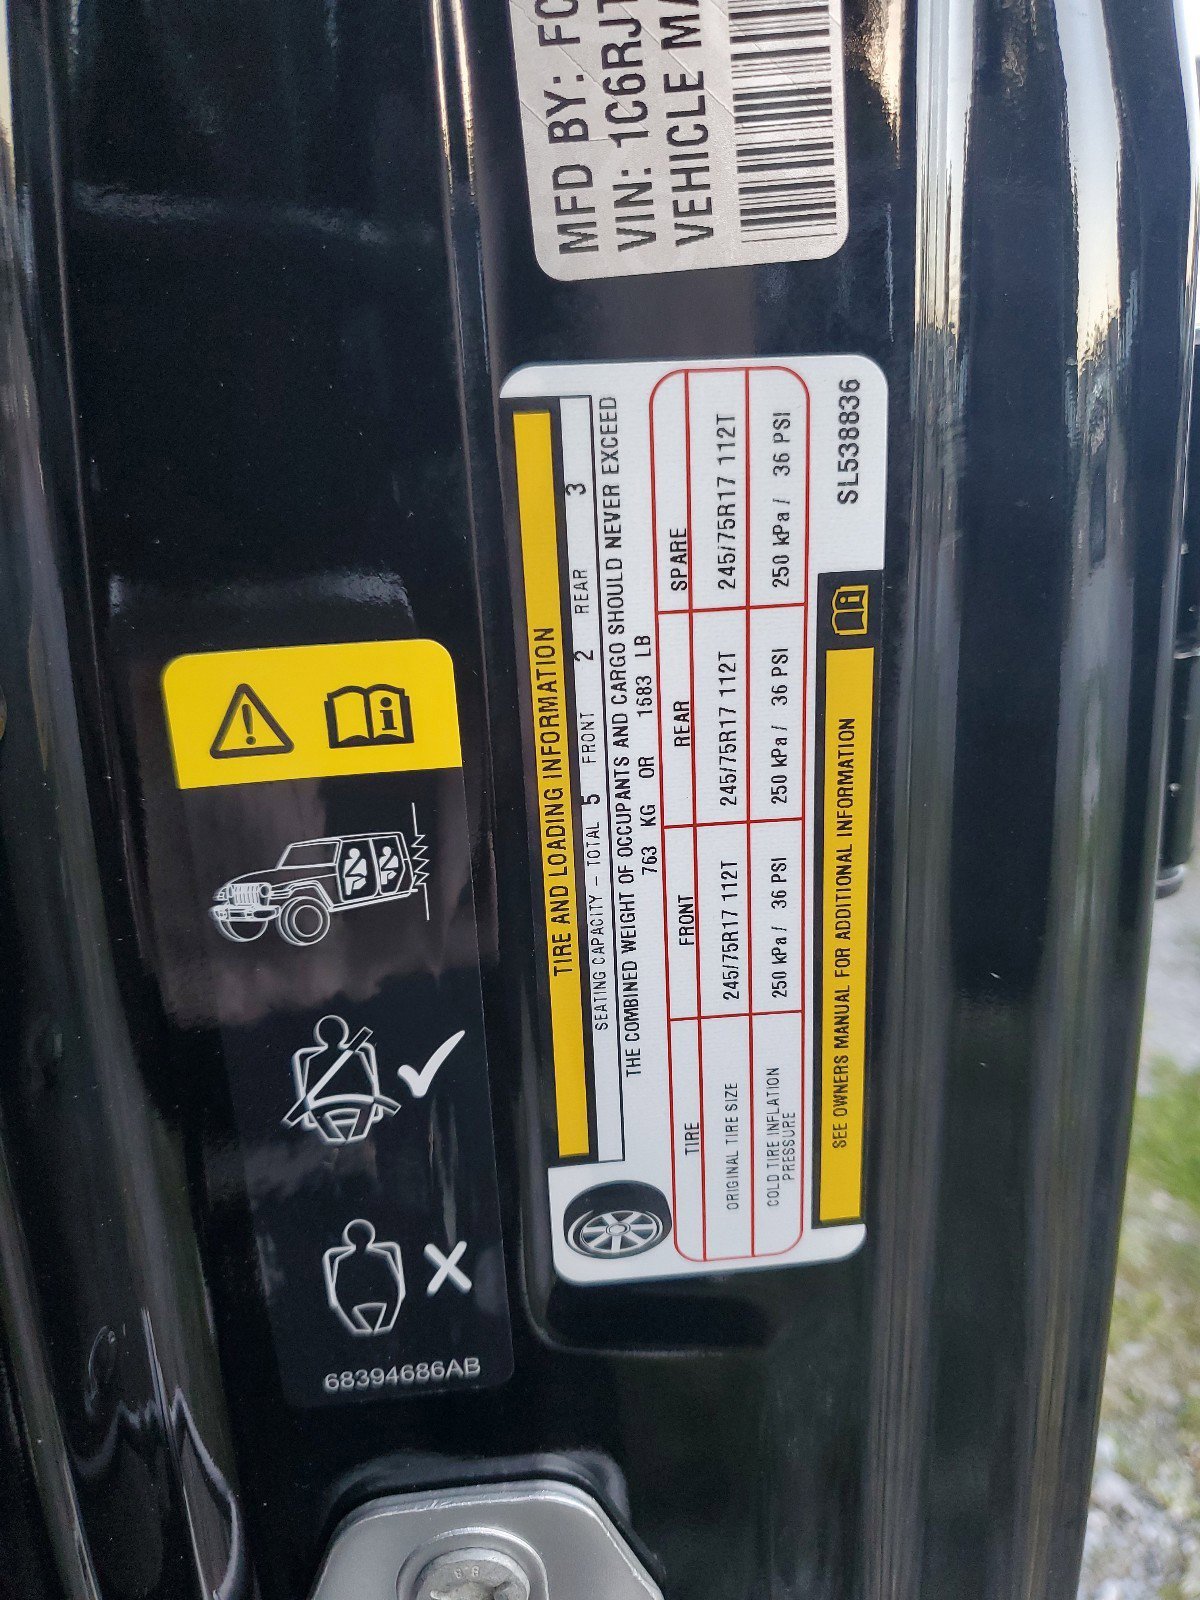 MFD BY: FC
VIN: 1C6RJT
VEHICLE MA
TIRE AND LOADING INFORMATION
SEATING CAPACITY – TOTAL 5 FRONT 2 REAR 3
THE COMBINED WEIGHT OF OCCUPANTS AND CARGO SHOULD NEVER EXCEED
763 KG OR 1683 LB
TIRE FRONT REAR SPARE
ORIGINAL TIRE SIZE 245/75R17 112T 245/75R17 112T 245/75R17 112T
COLD TIRE INFLATION
PRESSURE 250 kPa / 36 PSI 250 kPa / 36 PSI 250 kPa / 36 PSI
SEE OWNERS MANUAL FOR ADDITIONAL INFORMATION
SL538836
68394686AB
8.8